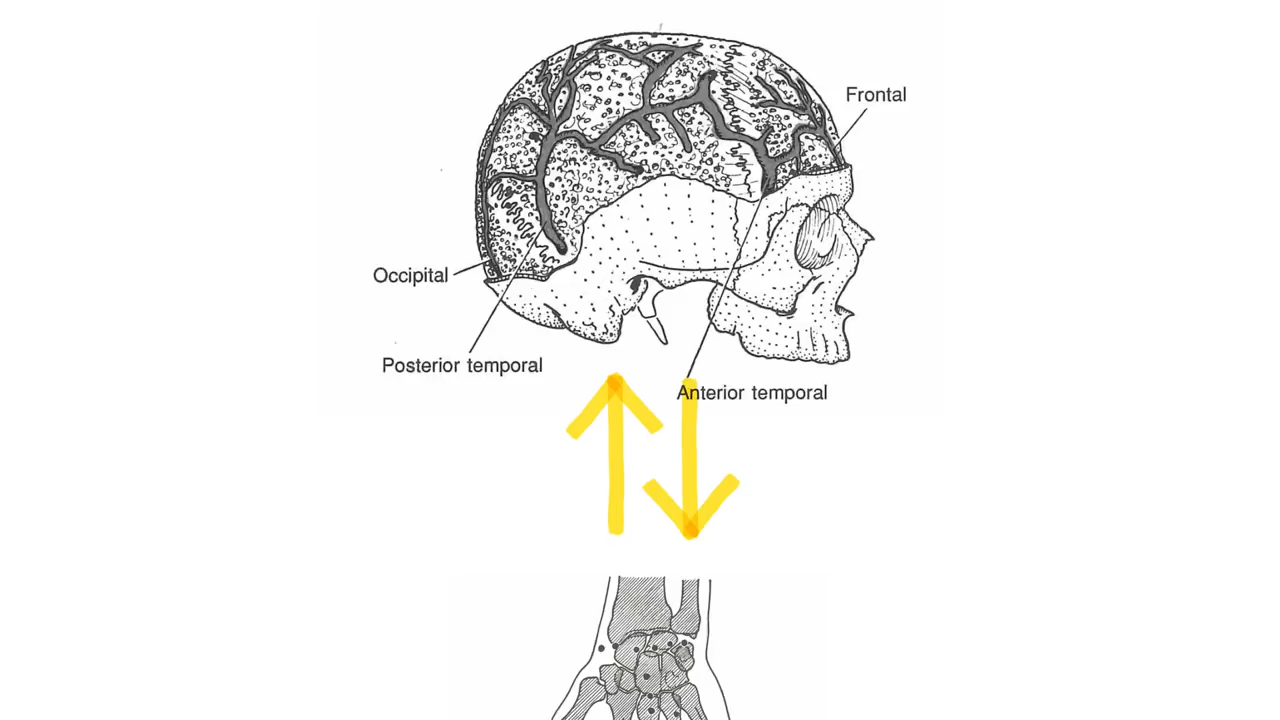 Frontal
Occipital
Posterior temporal
Anterior temporal